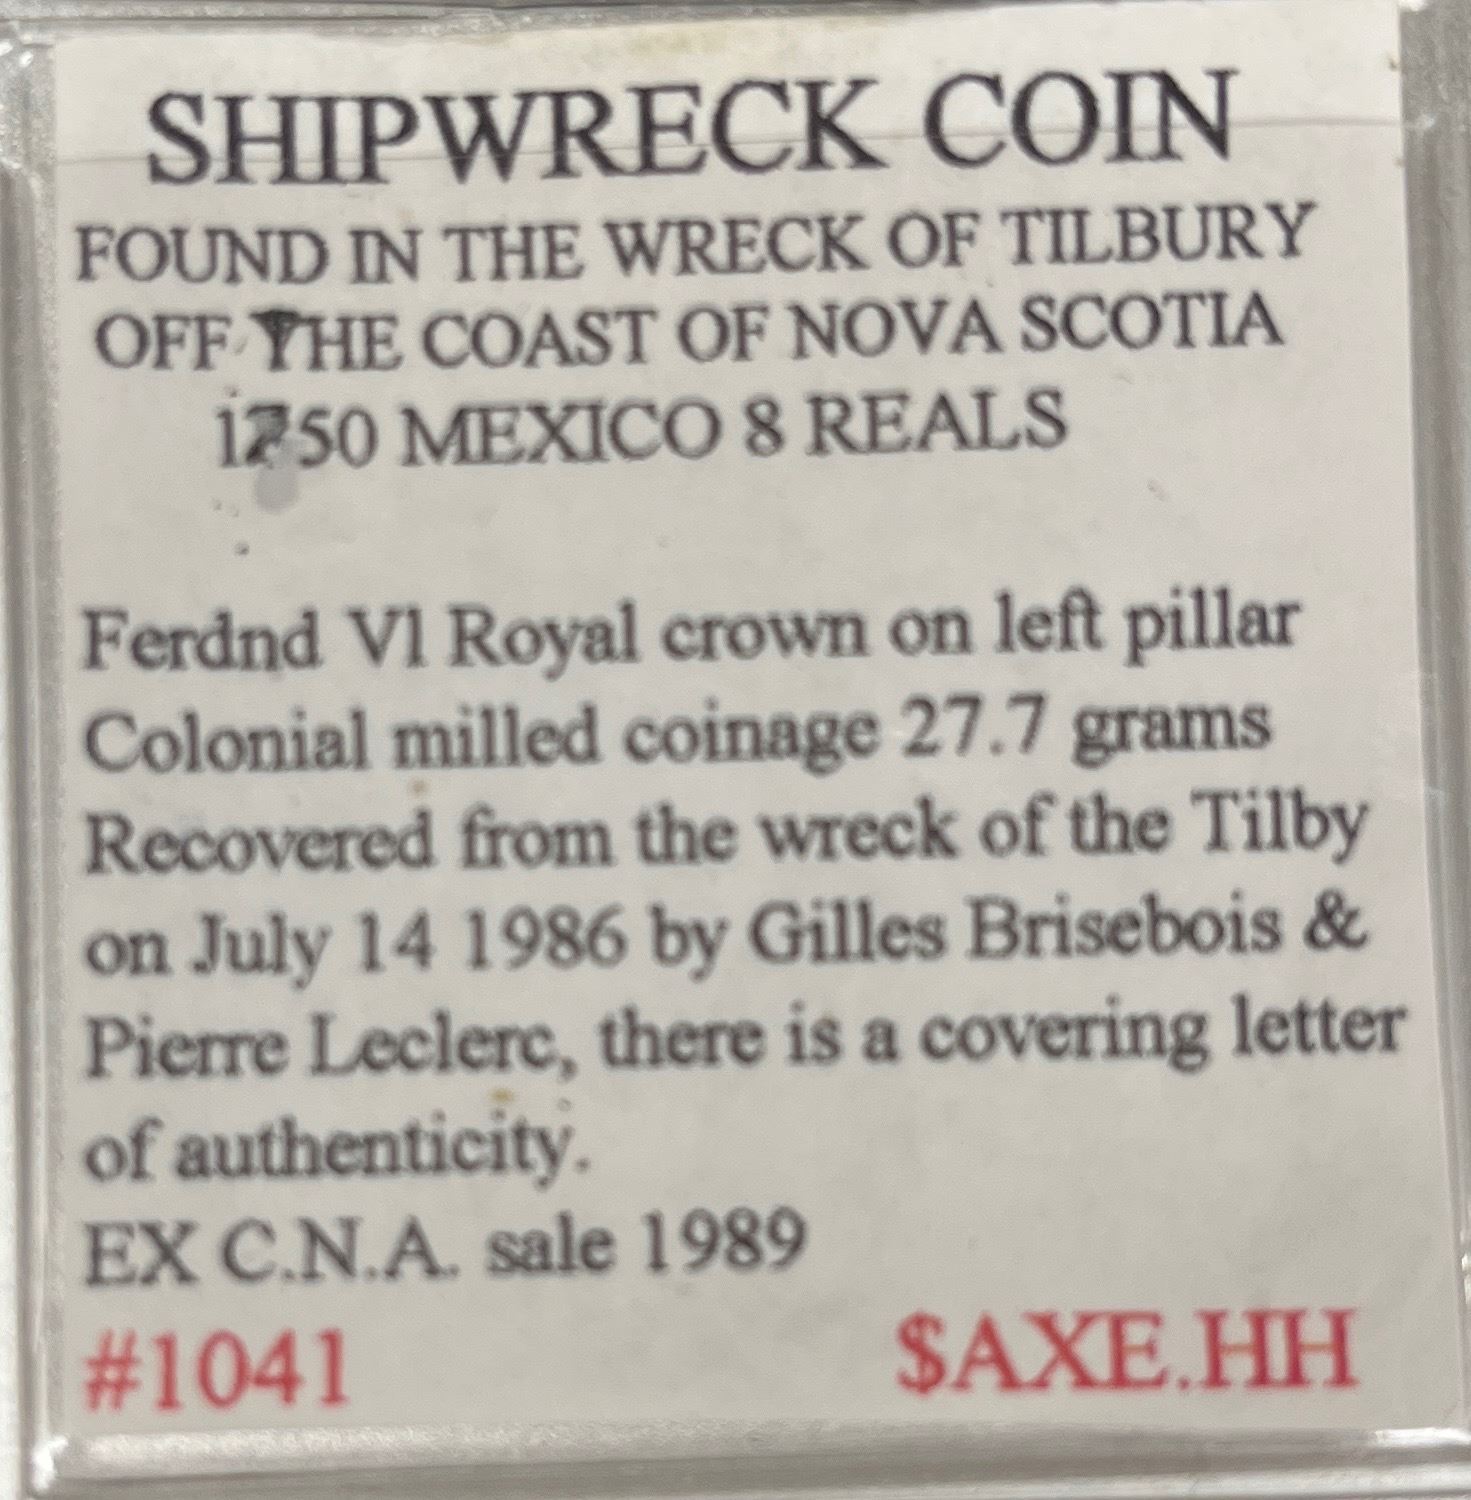 SHIPWRECK COIN
FOUND IN THE WRECK OF TILBURY
OFF THE COAST OF NOVA SCOTIA
1750 MEXICO 8 REALS
Ferdnd Vl Royal crown on left pillar
Colonial milled coinage 27.7 grams
Recovered from the wreck of the Tilby
on July 14 1986 by Gilles Brisebois &
Pierre Leclerc, there is a covering letter
of authenticity.
EX C.N.A. sale 1989
#1041 $AXE.HH